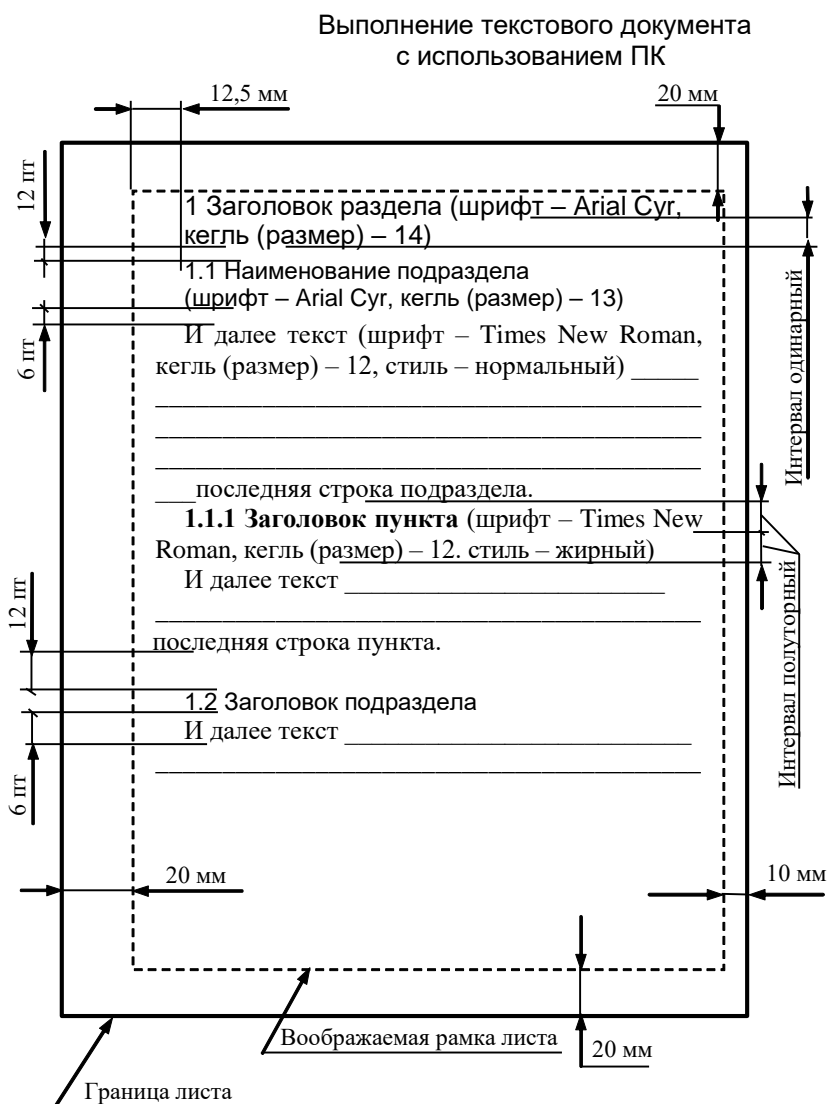 Выполнение текстового документа
с использованием ПК
12,5 мм
20 мм
12 пт
1 Заголовок раздела (шрифт – Arial Cyr,
кегль (размер) – 14)
1.1 Наименование подраздела
(шрифт – Arial Cyr, кегль (размер) – 13)
6 пт
И далее текст (шрифт – Times New Roman,
кегль (размер) – 12, стиль – нормальный) _____
Интервал одинарный
___последняя строка подраздела.
1.1.1 Заголовок пункта (шрифт – Times New
Roman, кегль (размер) – 12. стиль – жирный)
И далее текст ________________________
12 пт
последняя строка пункта.
Интервал полуторный
1.2 Заголовок подраздела
И далее текст __________________________
6 пт
20 мм
10 мм
Воображаемая рамка листа
20 мм
Граница листа